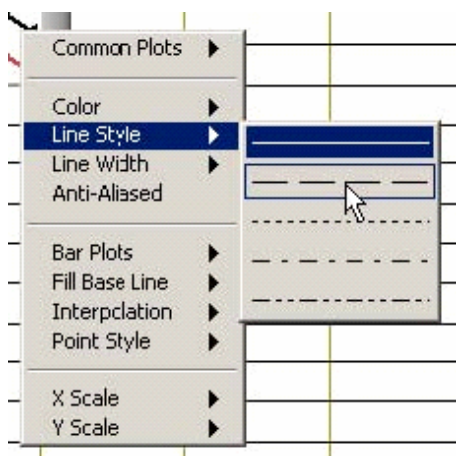 Common Plots
Color
Line Style
Line Width
Anti-Aliased
Bar Plots
Fill Base Line
Interpolation
Point Style
X Scale
Y Scale